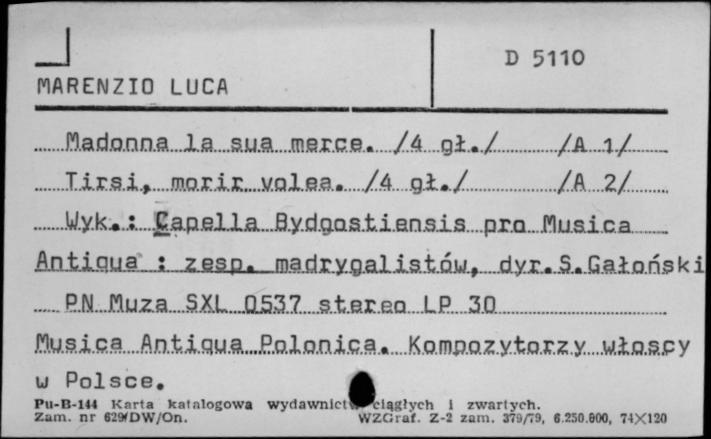 D 5110
MARENZIO LUCA
Madonna la sua merce. /4 gł./ /A 1/
Tirsi, morir volea. /4 gł./ /A 2/
Wyk.: Capella Bydgostiensis pro Musica
Antiqua : zesp. madrygalistów, dyr.S.Gałoński
PN Muza SXL 0537 stereo LP 30
Musica Antiqua Polonica. Kompozytorzy włoscy
w Polsce.
Pu-B-144 Karta katalogowa wydawnictw ciągłych i zwartych.
Zam. nr 629/DW/On. WZGraf. Z-2 zam. 379/79, 6.250.000, 74×120